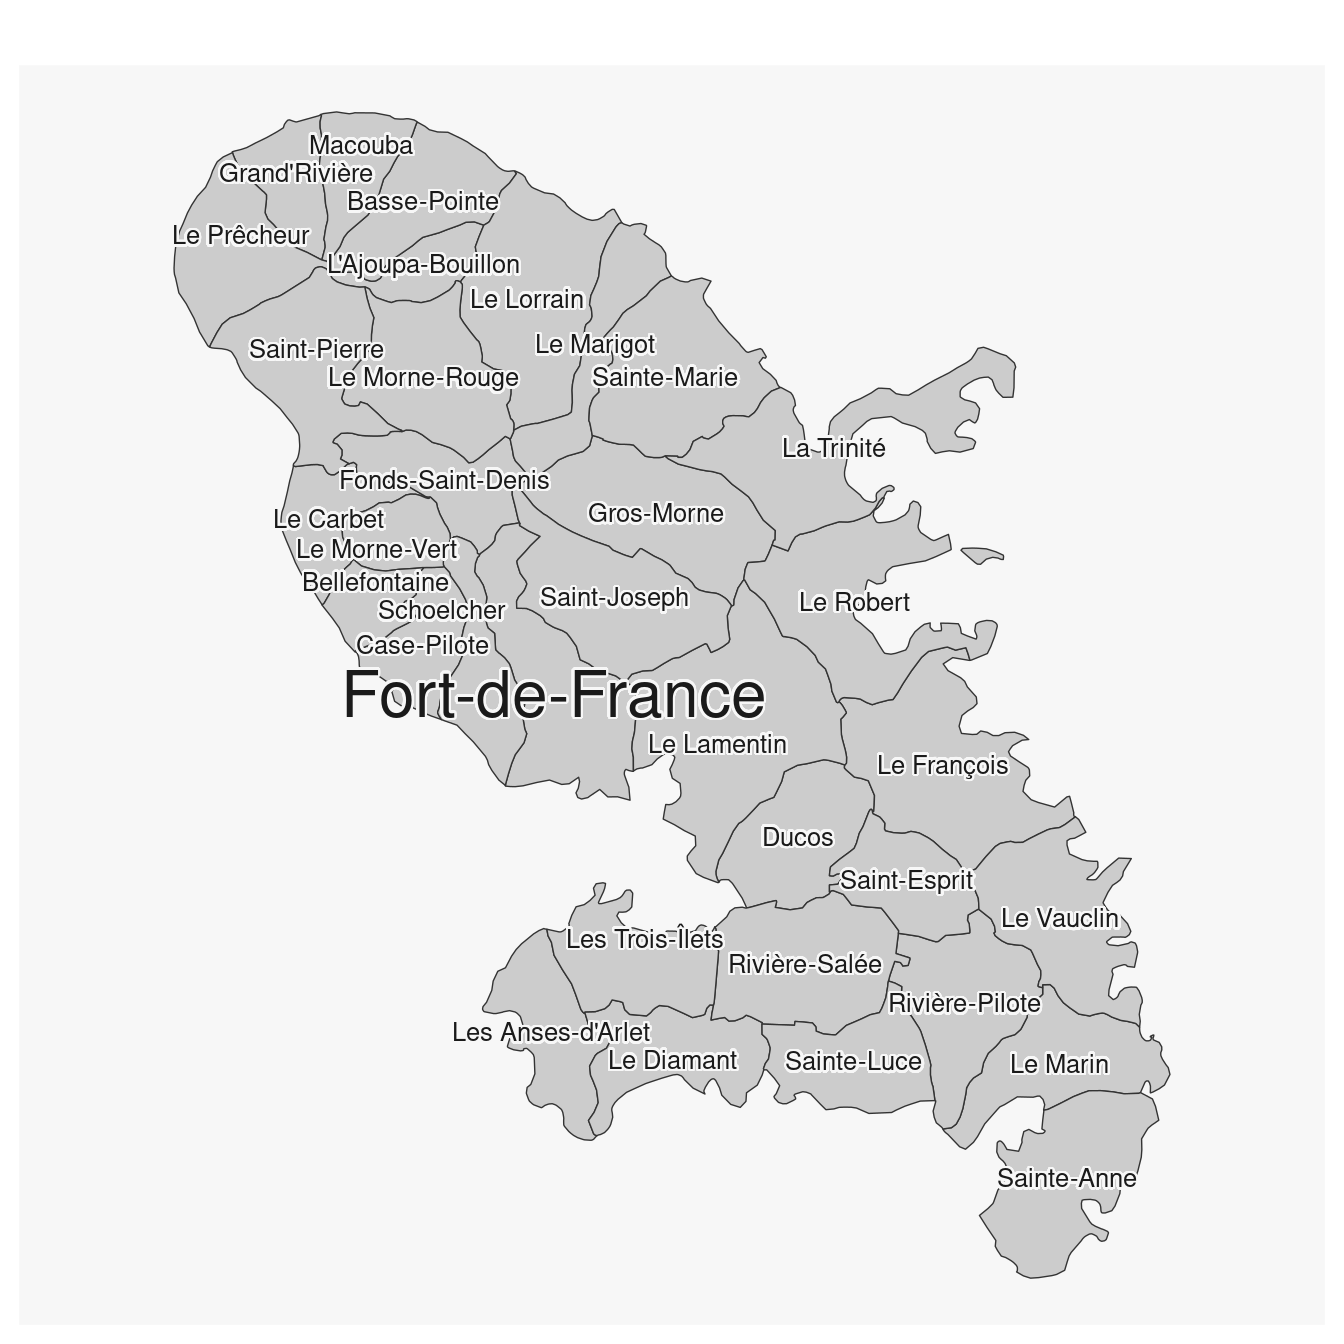 Macouba
Grand'Rivière
Basse-Pointe
Le Prêcheur
L'Ajoupa-Bouillon
Le Lorrain
Le Marigot
Saint-Pierre
Le Morne-Rouge
Sainte-Marie
La Trinité
Fonds-Saint-Denis
Gros-Morne
Le Carbet
Le Morne-Vert
Bellefontaine
Saint-Joseph
Le Robert
Schoelcher
Case-Pilote
Fort-de-France
Le Lamentin
Le François
Ducos
Saint-Esprit
Le Vauclin
Les Trois-Îlets
Rivière-Salée
Rivière-Pilote
Les Anses-d'Arlet
Le Diamant
Sainte-Luce
Le Marin
Sainte-Anne